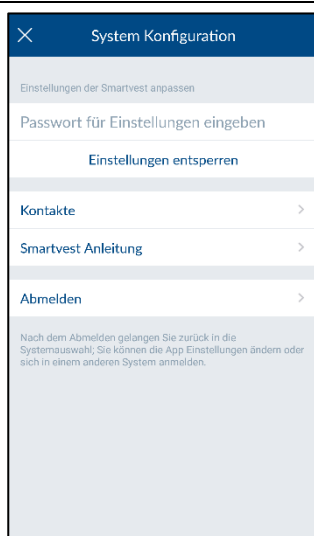 System Konfiguration
Einstellungen der Smartvest anpassen
Passwort für Einstellungen eingeben
Einstellungen entsperren
Kontakte
Smartvest Anleitung
Abmelden
Nach dem Abmelden gelangen Sie zurück in die
Systemauswahl; Sie können die App Einstellungen ändern oder
sich in einem anderen System anmelden.